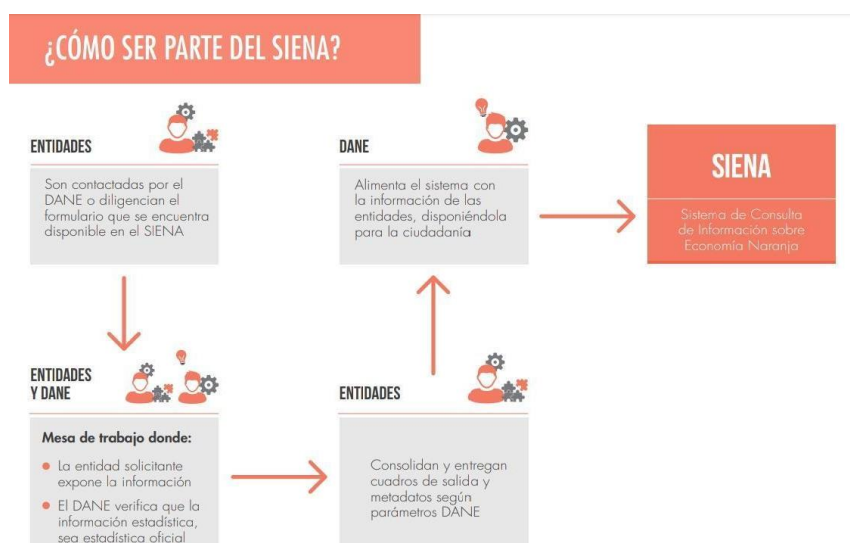 ¿CÓMO SER PARTE DEL SIENA?
ENTIDADES
Son contactadas por el
DANE o diligencian el
formulario que se encuentra
disponible en el SIENA
ENTIDADES
Y DANE
Mesa de trabajo donde:
La entidad solicitante
expone la información
El DANE verifica que la
información estadística,
sea estadística oficial
ENTIDADES
Consolidan y entregan
cuadros de salida y
metadatos según
parámetros DANE
DANE
Alimenta el sistema con
la información de las
entidades, disponiéndola
para la ciudadanía
SIENA
Sistema de Consulta
de Información sobre
Economía Naranja